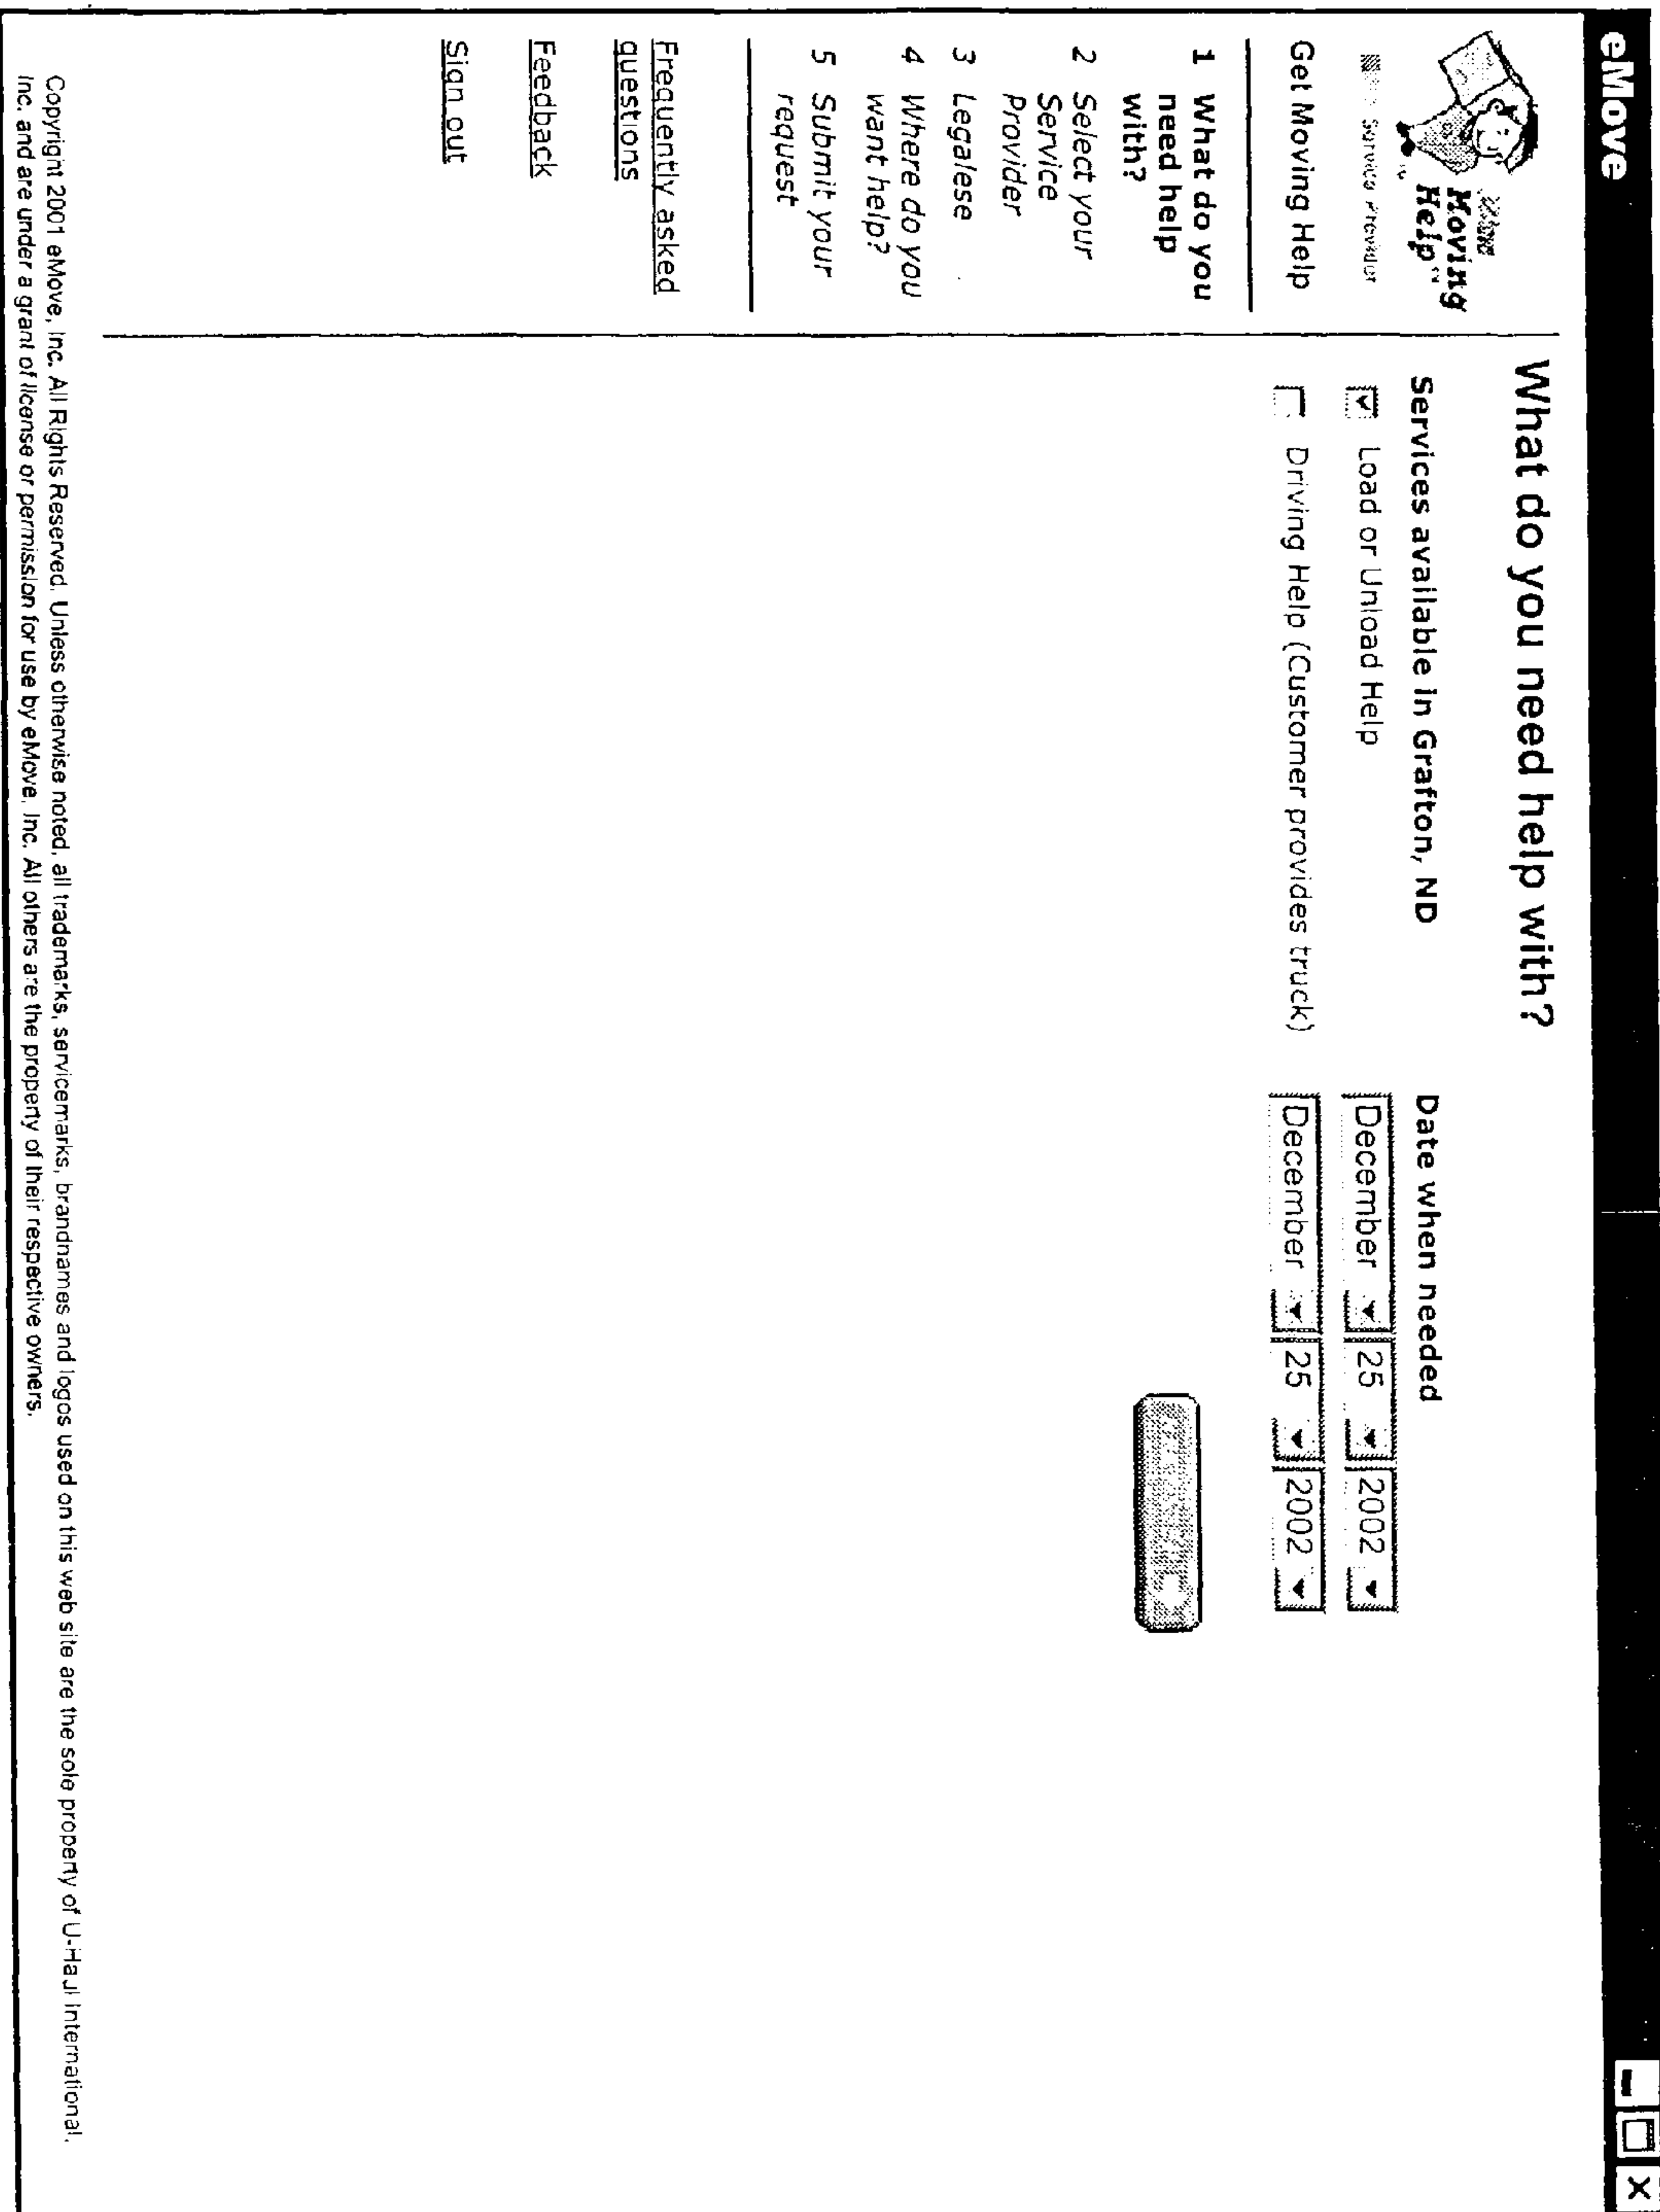 eMove
Moving
Help
Service Provider
Get Moving Help
1 What do you
need help
with?
2 Select your
Service
Provider
3 Legalese
4 Where do you
want help?
5 Submit your
request
Frequently asked
questions
Feedback
Sign out
What do you need help with?
Services available in Grafton, ND Date when needed
Load or Unload Help December 25 2002
Driving Help (Customer provides truck) December 25 2002
Copyright 2001 eMove, Inc. All Rights Reserved. Unless otherwise noted, all trademarks, servicemarks, brandnames and logos used on this web site are the sole property of U-Haul International,
Inc. and are under a grant of license or permission for use by eMove, Inc. All others are the property of their respective owners.